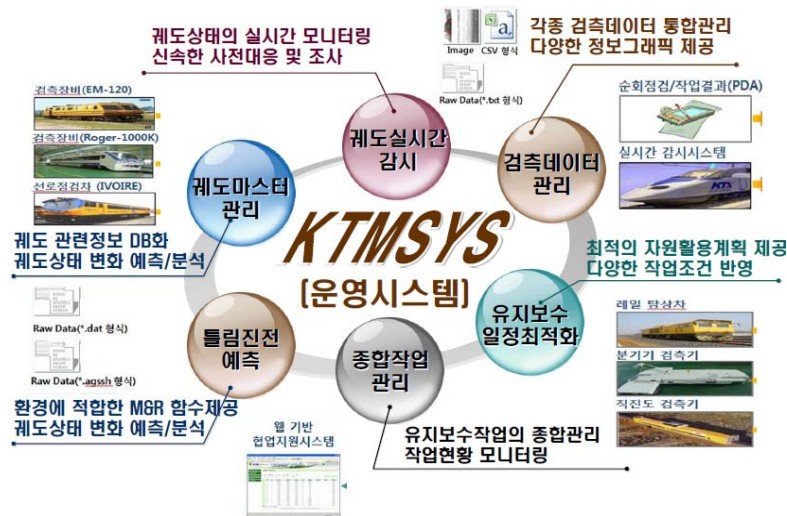 궤도상태의 실시간 모니터링
신속한 사전대응 및 조사
Image CSV 형식
Raw Data(*.txt 형식)
각종 검측데이터 통합관리
다양한 정보그래픽 제공
검측장비(EM-120)
검측장비(Roger-1000K)
선로점검차 (IVOIRE)
순회점검/작업결과(PDA)
실시간 감시시스템
궤도실시간
감시
검측데이터
관리
궤도마스터
관리
KTMSYS
(운영시스템)
궤도 관련정보 DB화
궤도상태 변화 예측/분석
최적의 자원활용계획 제공
다양한 작업조건 반영
Raw Data(*.dat 형식)
Raw Data(*.agssh 형식)
틀림진전
예측
종합작업
관리
유지보수
일정최적화
레일 탐상차
분기기 검측기
직진도 검측기
환경에 적합한 M&R 함수제공
궤도상태 변화 예측/분석
웹 기반
협업지원시스템
유지보수작업의 종합관리
작업현황 모니터링